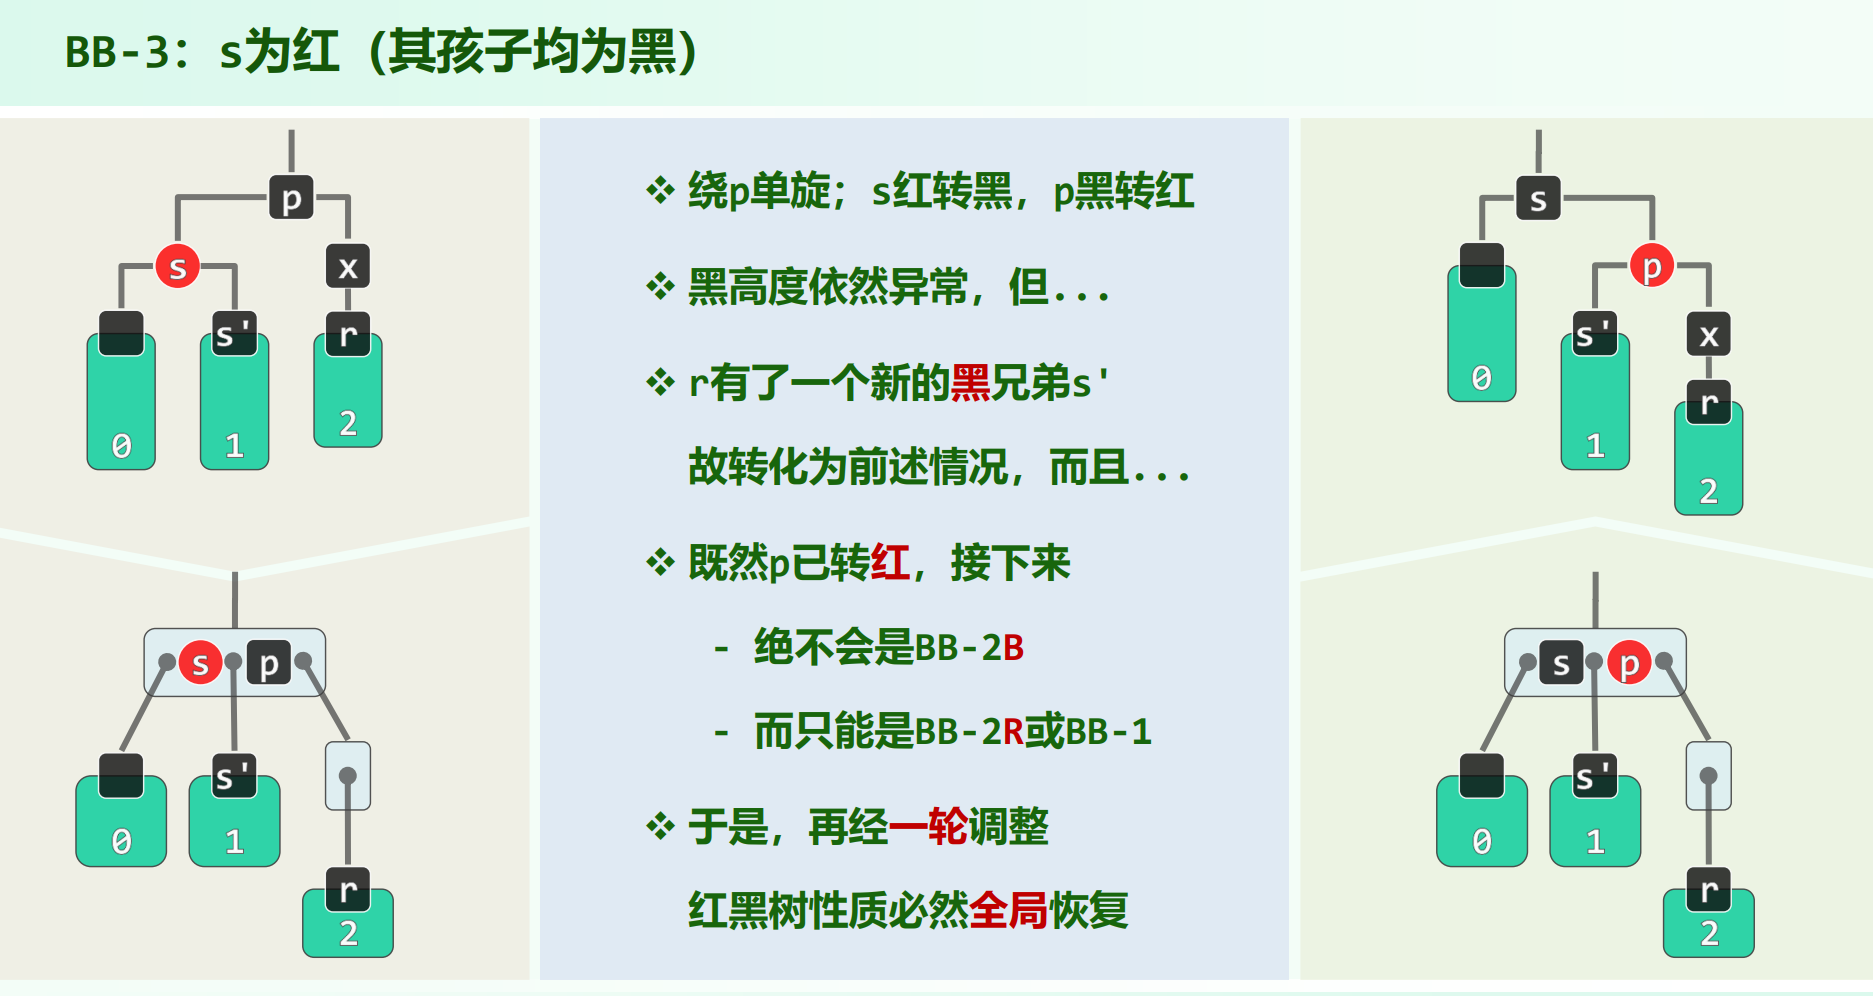 BB-3：s为红（其孩子均为黑）
p
s
x
s'
r
0
1
2
s
p
s'
0
1
r
2
❖ 绕p单旋；s红转黑，p黑转红
❖ 黑高度依然异常，但...
❖ r有了一个新的黑兄弟s'
故转化为前述情况，而且...
❖ 既然p已转红，接下来
- 绝不会是BB-2B
- 而只能是BB-2R或BB-1
❖ 于是，再经一轮调整
红黑树性质必然全局恢复
s
p
s'
x
0
r
1
2
s
p
s'
0
1
r
2